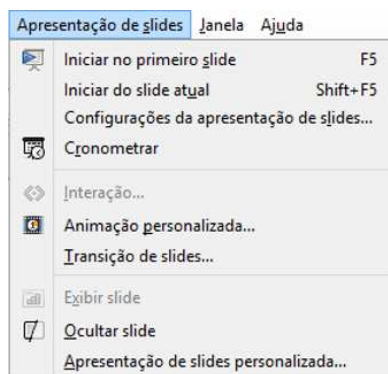 Apresentação de slides Janela Ajuda
Iniciar no primeiro slide F5
Iniciar do slide atual Shift+F5
Configurações da apresentação de slides...
Cronometrar
Interação...
Animação personalizada...
Transição de slides...
Exibir slide
Ocultar slide
Apresentação de slides personalizada...